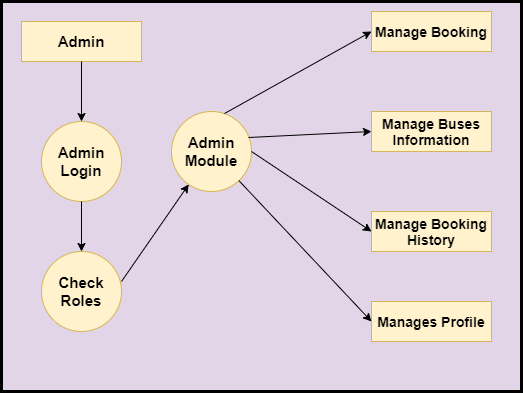 Admin
Admin
Login
Check
Roles
Admin
Module
Manage Booking
Manage Buses
Information
Manage Booking
History
Manages Profile